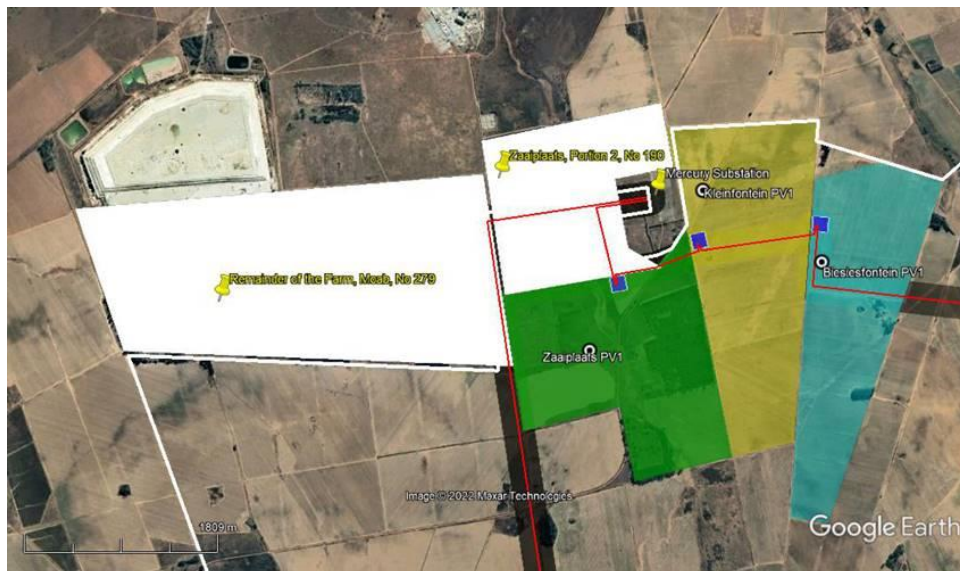 Zaaiplaats, Portion 2, No 190
Mercury Substation
Kleinfontein PV1
Remainder of the Farm, Moab, No 279
Biesiesfontein PV1
Zaaiplaats PV1
Image © 2022 Maxar Technologies
1809 m
Google Earth